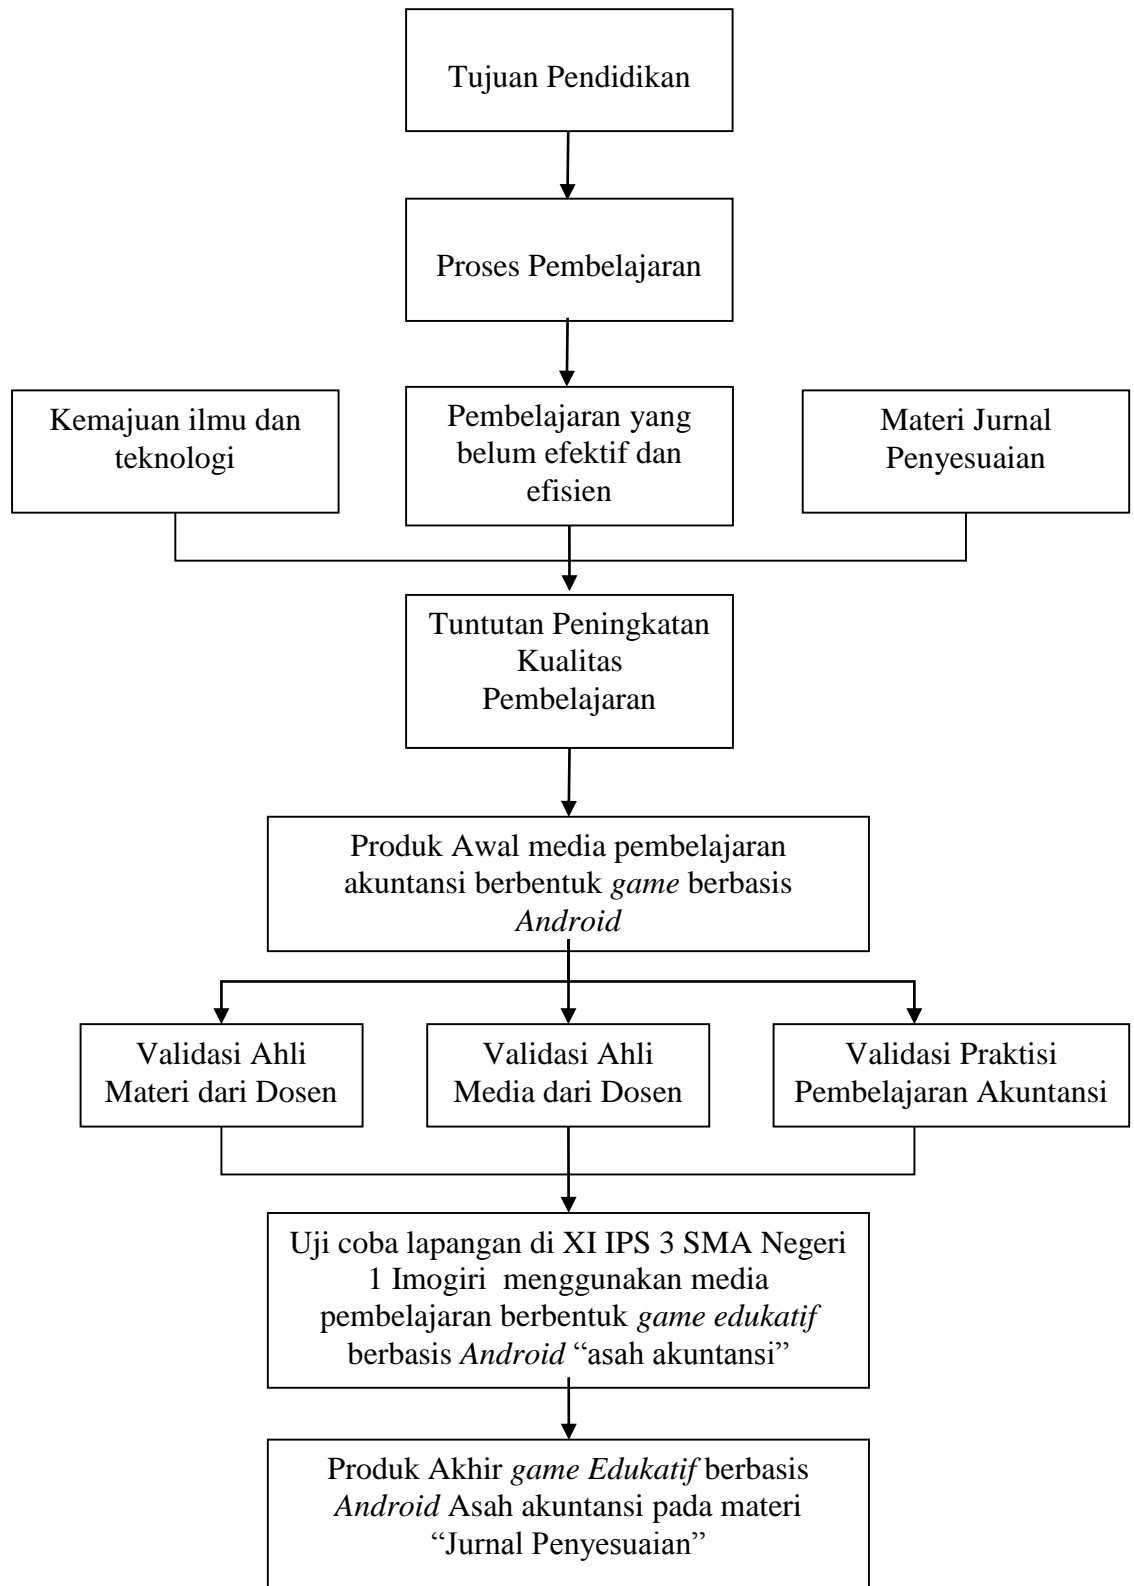 Tujuan Pendidikan
Proses Pembelajaran
Kemajuan ilmu dan
teknologi
Pembelajaran yang
belum efektif dan
efisien
Materi Jurnal
Penyesuaian
Tuntutan Peningkatan
Kualitas
Pembelajaran
Produk Awal media pembelajaran
akuntansi berbentuk game berbasis
Android
Validasi Ahli
Materi dari Dosen
Validasi Ahli
Media dari Dosen
Validasi Praktisi
Pembelajaran Akuntansi
Uji coba lapangan di XI IPS 3 SMA Negeri
1 Imogiri menggunakan media
pembelajaran berbentuk game edukatif
berbasis Android “asah akuntansi”
Produk Akhir game Edukatif berbasis
Android Asah akuntansi pada materi
“Jurnal Penyesuaian”